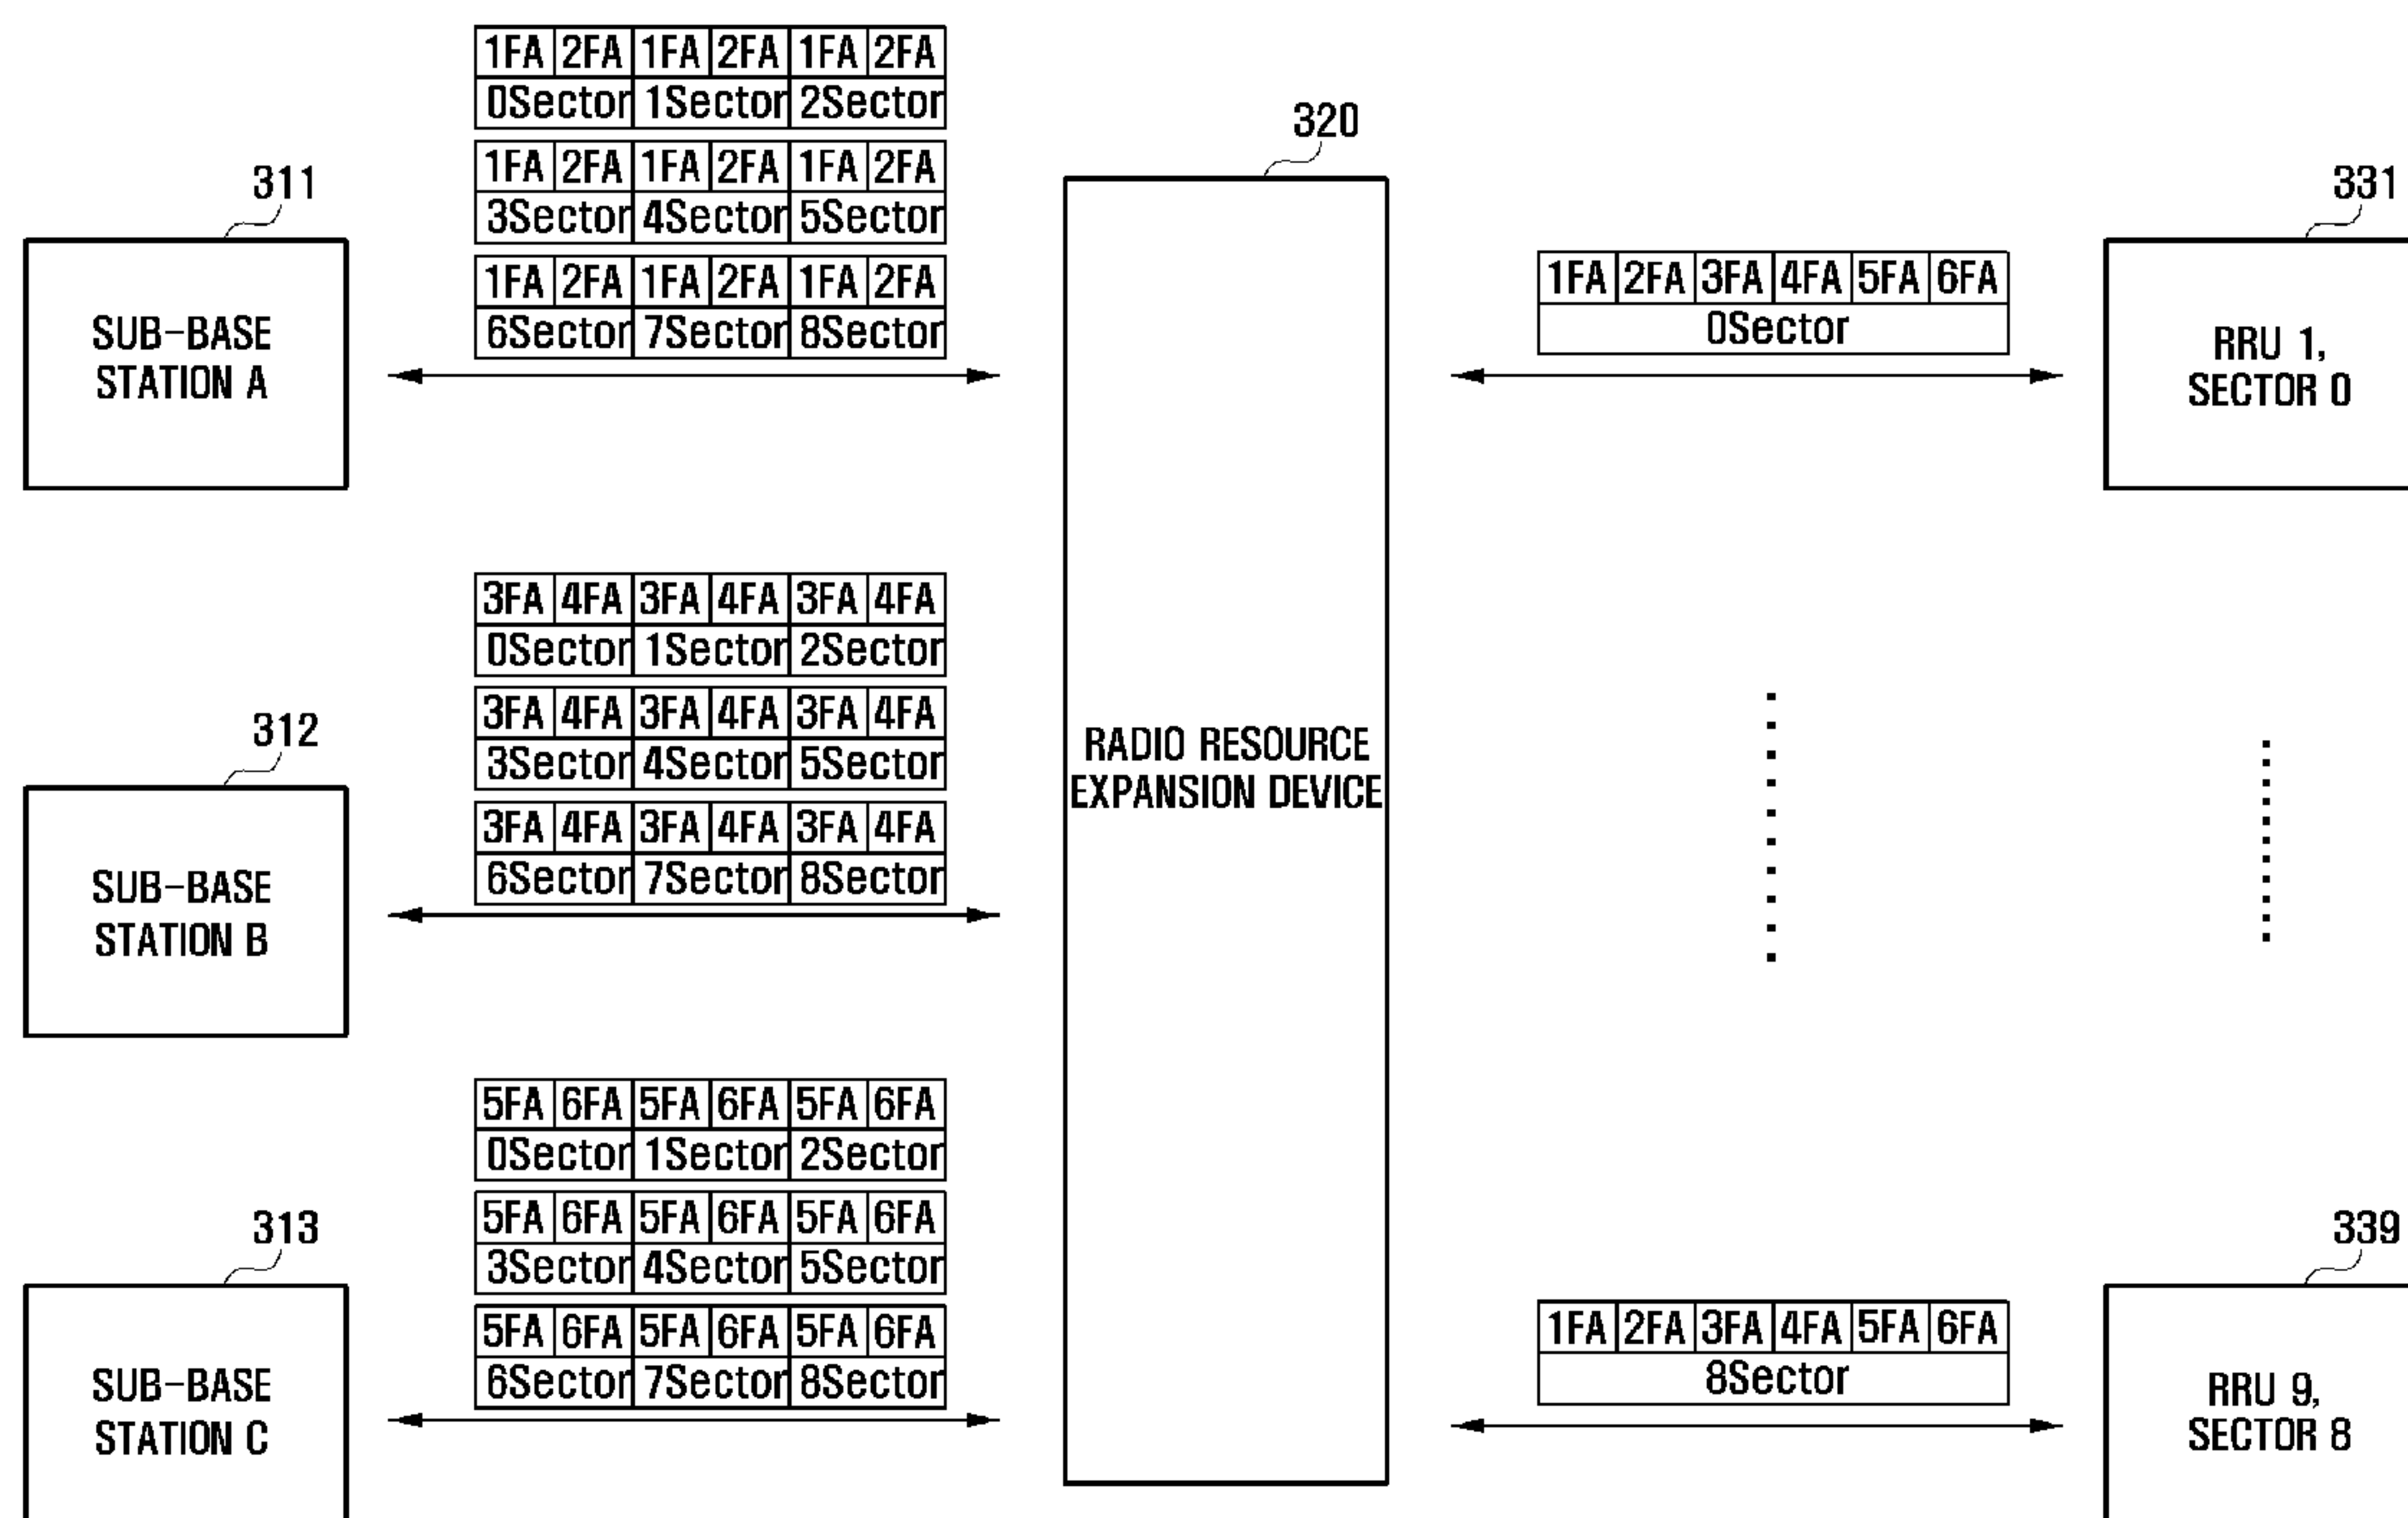 1FA 2FA 1FA 2FA 1FA 2FA
0Sector 1Sector 2Sector
1FA 2FA 1FA 2FA 1FA 2FA
3Sector 4Sector 5Sector
1FA 2FA 1FA 2FA 1FA 2FA
6Sector 7Sector 8Sector
311
SUB-BASE
STATION A
320
RADIO RESOURCE
EXPANSION DEVICE
1FA 2FA 3FA 4FA 5FA 6FA
0Sector
331
RRU 1,
SECTOR 0
3FA 4FA 3FA 4FA 3FA 4FA
0Sector 1Sector 2Sector
3FA 4FA 3FA 4FA 3FA 4FA
3Sector 4Sector 5Sector
3FA 4FA 3FA 4FA 3FA 4FA
6Sector 7Sector 8Sector
312
SUB-BASE
STATION B
5FA 6FA 5FA 6FA 5FA 6FA
0Sector 1Sector 2Sector
5FA 6FA 5FA 6FA 5FA 6FA
3Sector 4Sector 5Sector
5FA 6FA 5FA 6FA 5FA 6FA
6Sector 7Sector 8Sector
313
SUB-BASE
STATION C
1FA 2FA 3FA 4FA 5FA 6FA
8Sector
339
RRU 9,
SECTOR 8